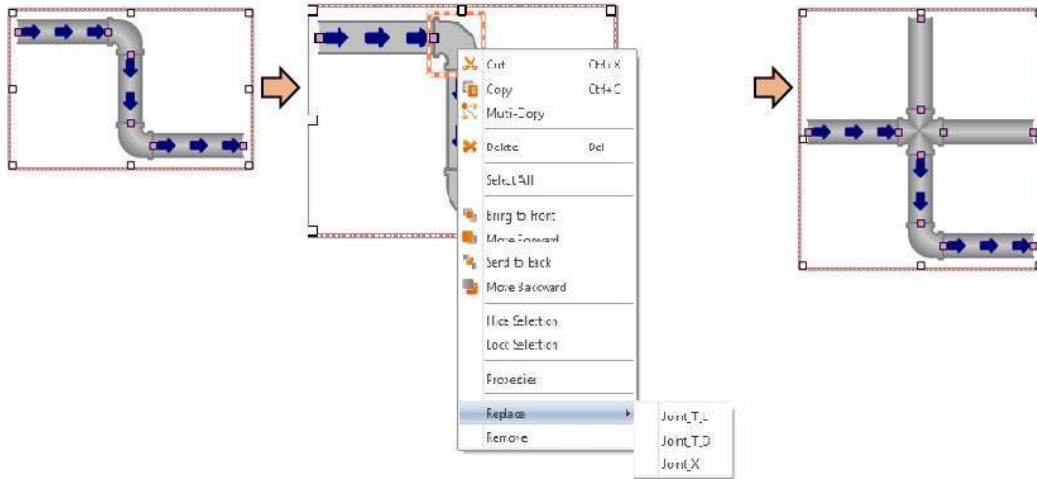 Cut Ctrl+X
Copy Ctrl+C
Multi-Copy
Delete Del
Select All
Bring to Front
Move Forward
Send to Back
Move Backward
Hide Selection
Lock Selection
Properties
Replace
Joint_T_L
Joint_T_D
Remove
Joint_X